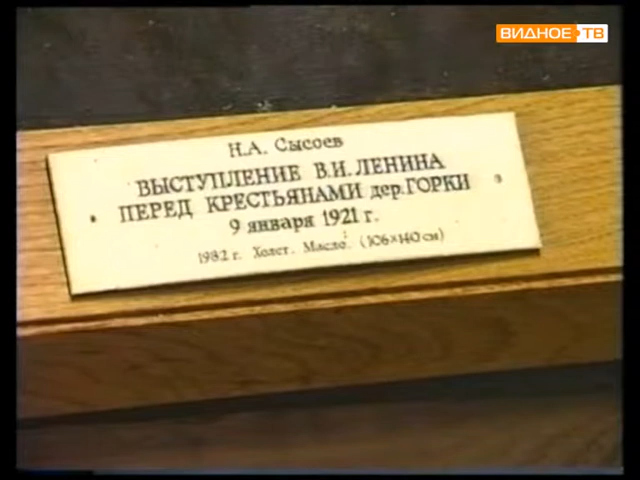 ВИДНОЕ ТВ
Н.А. Сысоев
ВЫСТУПЛЕНИЕ В.И. ЛЕНИНА
ПЕРЕД КРЕСТЬЯНАМИ дер. ГОРКИ
9 января 1921 г.
1982 г. Холст. Масло. (106×140 см)